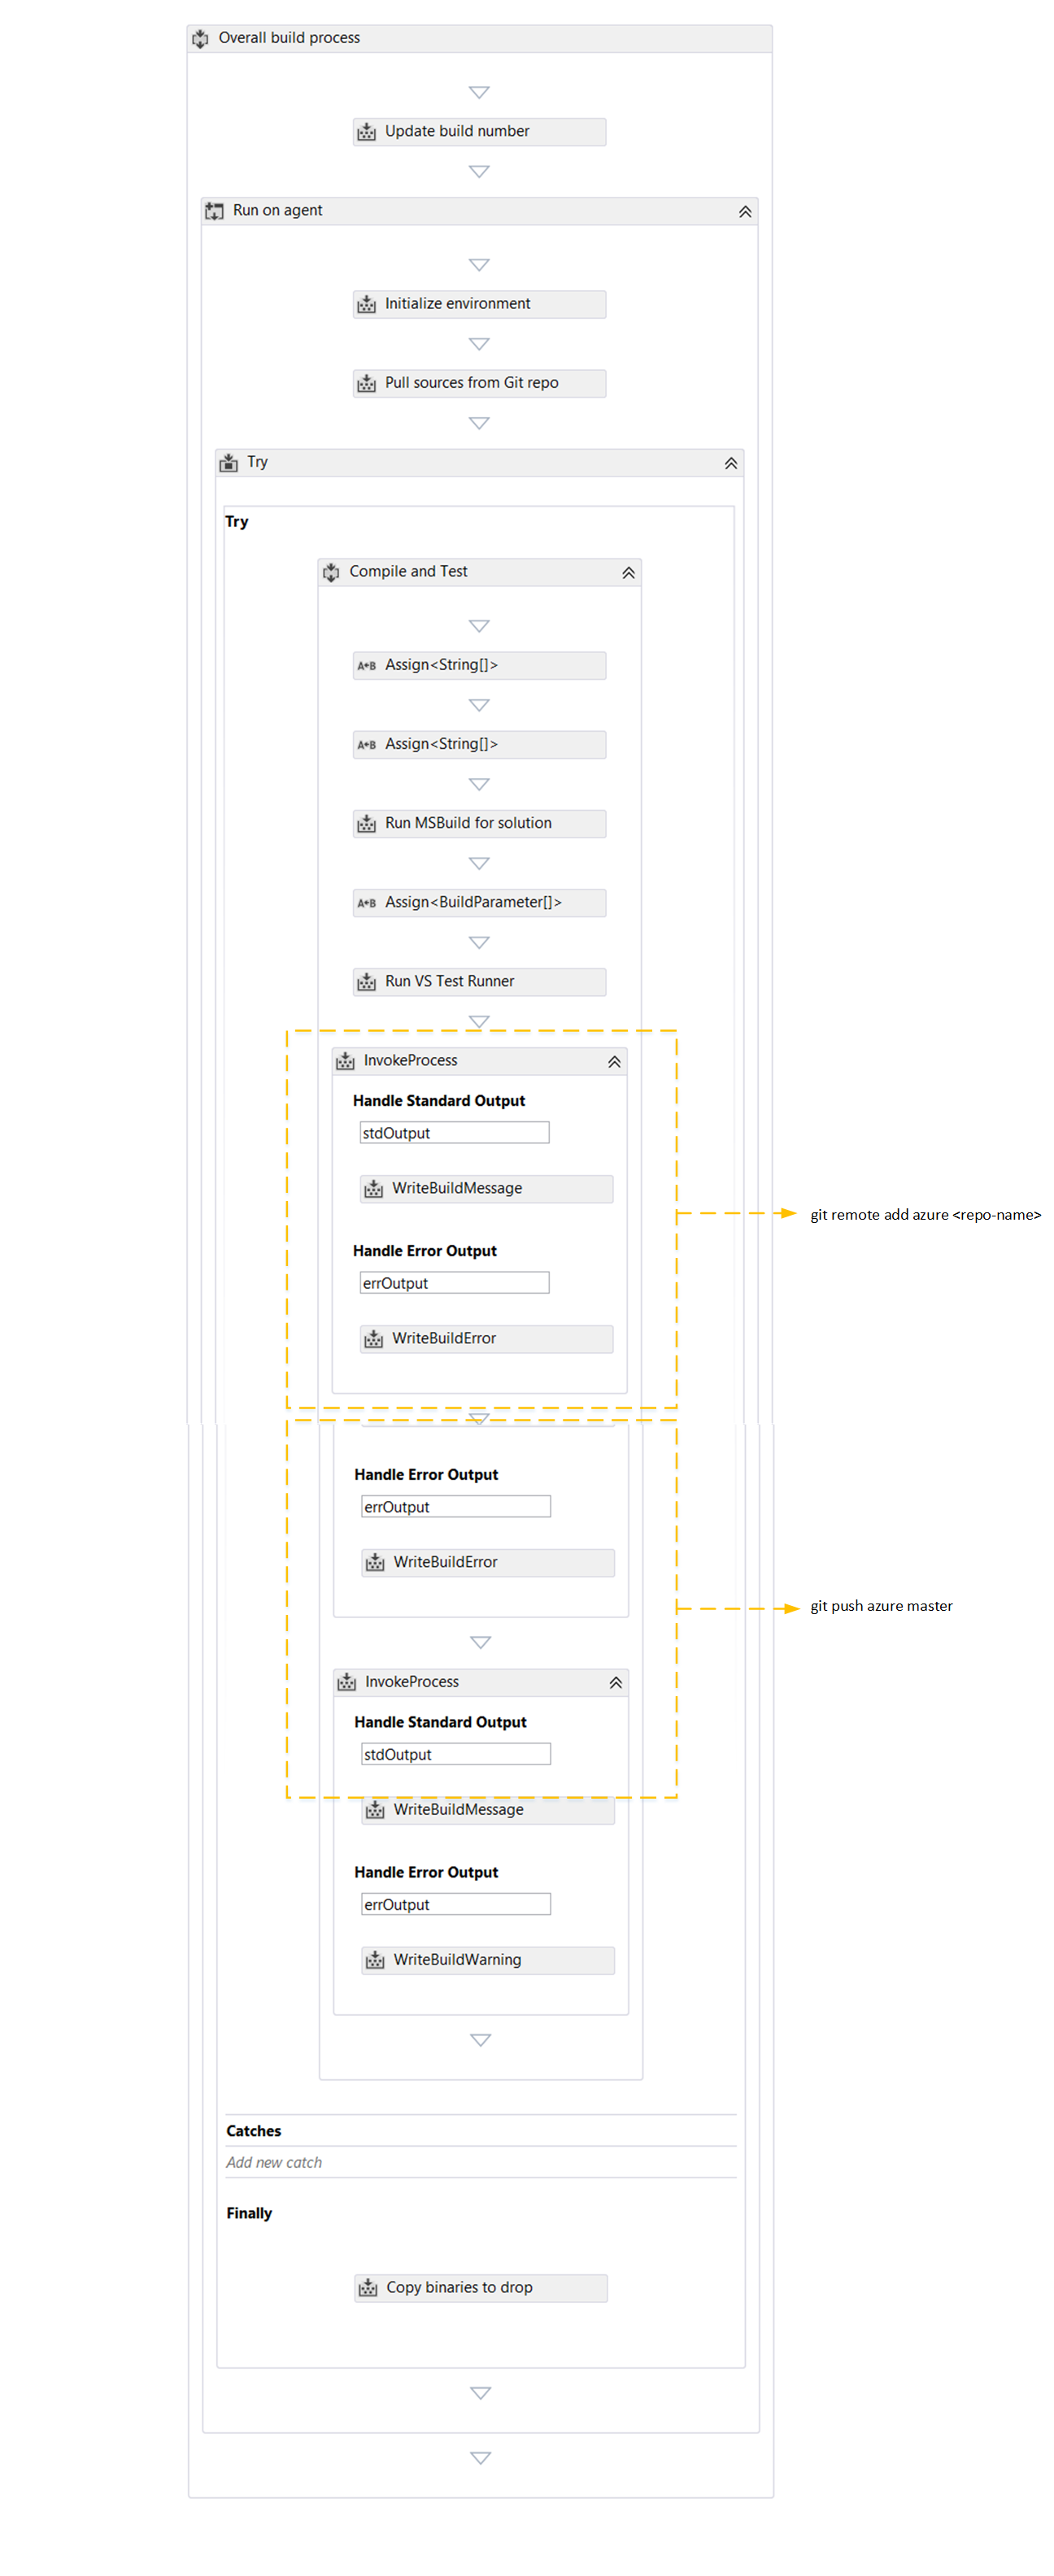 Overall build process
Update build number
Run on agent
Initialize environment
Pull sources from Git repo
Try
Try
Compile and Test
A←B Assign<String[]>
A←B Assign<String[]>
Run MSBuild for solution
A←B Assign<BuildParameter[]>
Run VS Test Runner
InvokeProcess
Handle Standard Output
stdOutput
WriteBuildMessage
git remote add azure <repo-name>
Handle Error Output
errOutput
WriteBuildError
Handle Error Output
errOutput
WriteBuildError
git push azure master
InvokeProcess
Handle Standard Output
stdOutput
WriteBuildMessage
Handle Error Output
errOutput
WriteBuildWarning
Catches
Add new catch
Finally
Copy binaries to drop